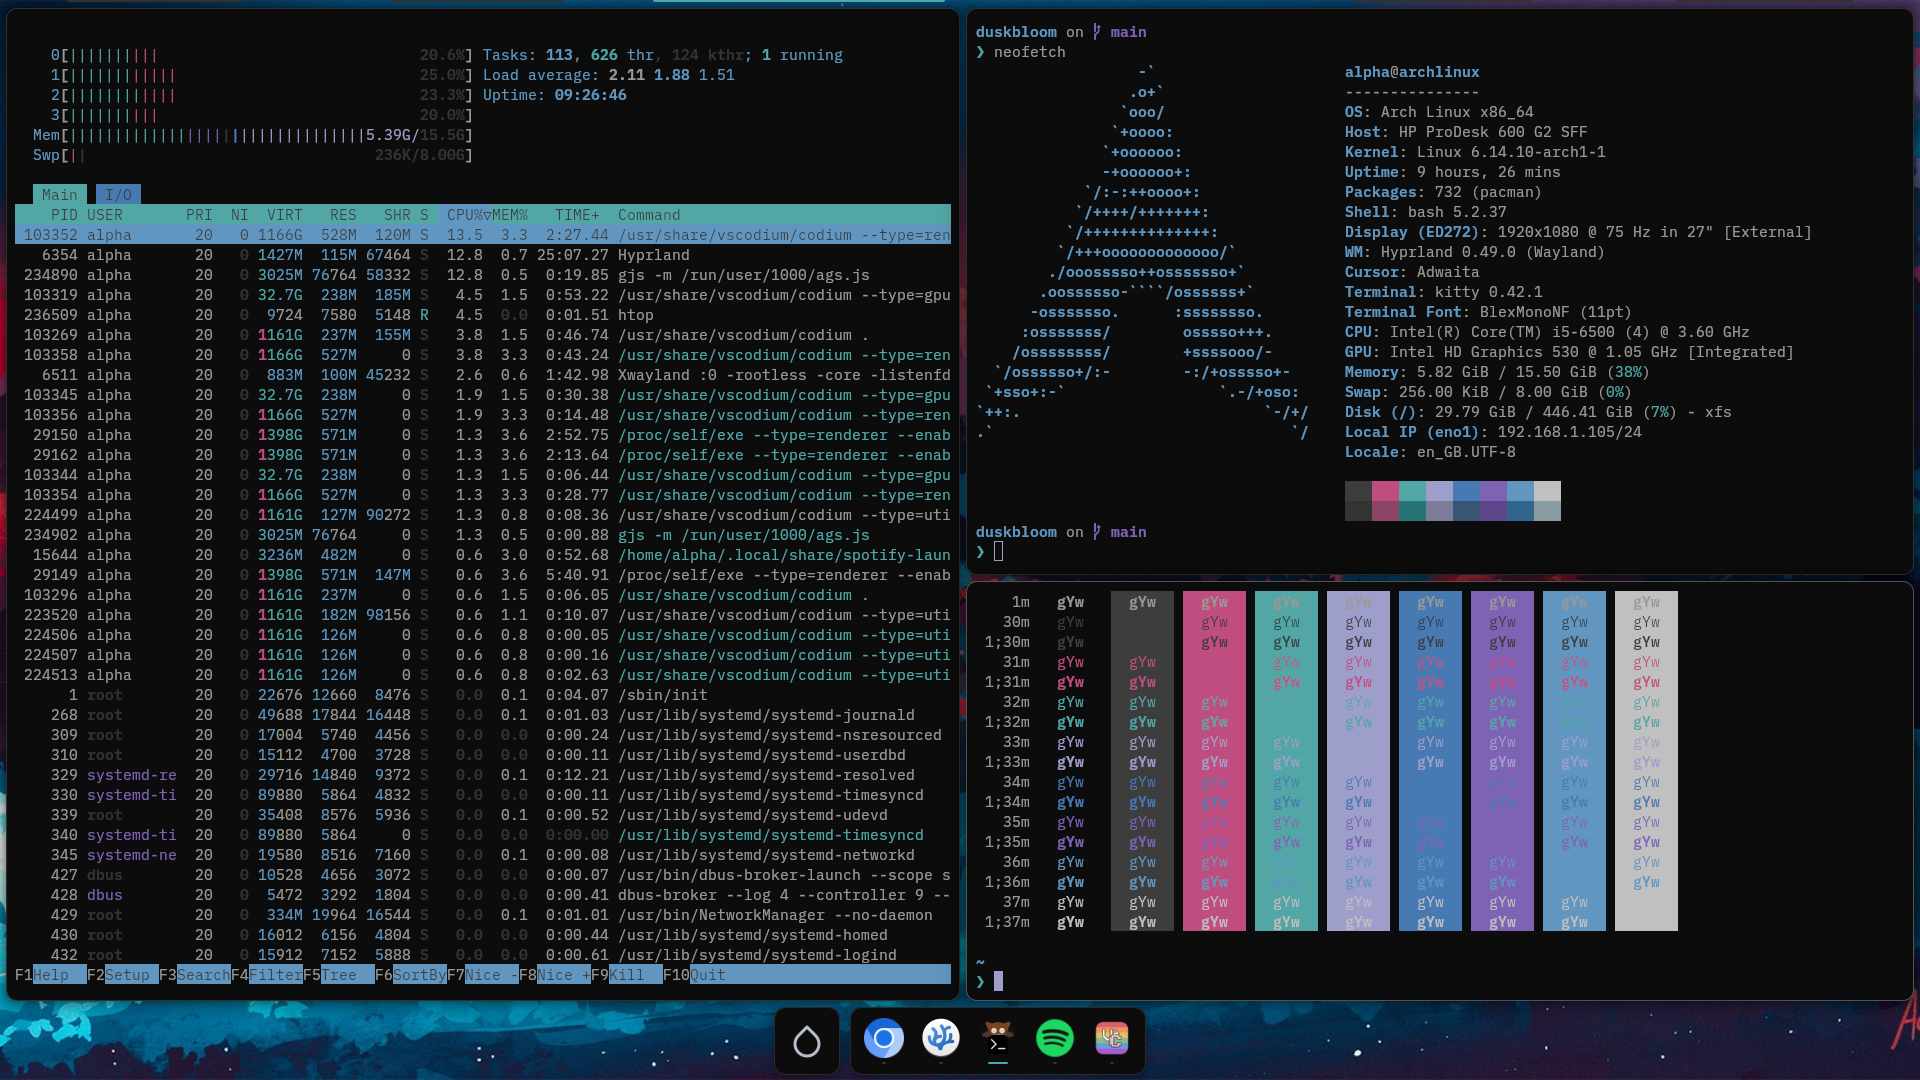 0[||||||||||            20.6%] Tasks: 113, 626 thr, 124 kthr; 1 running
1[||||||||||||          25.0%] Load average: 2.11 1.88 1.51
2[||||||||||||          23.3%] Uptime: 09:26:46
3[||||||||||            20.0%]
Mem[|||||||||||||||||||||||||||||||||5.39G/15.5G]
Swp[||            236K/8.00G]
Main I/O
PID USER PRI NI VIRT RES SHR S CPU%▽MEM% TIME+ Command
103352 alpha 20 0 1166G 528M 120M S 13.5 3.3 2:27.44 /usr/share/vscodium/codium --type=ren
6354 alpha 20 0 1427M 115M 67464 S 12.8 0.7 25:07.27 Hyprland
234890 alpha 20 0 3025M 76764 58332 S 12.8 0.5 0:19.85 gjs -m /run/user/1000/ags.js
103319 alpha 20 0 32.7G 238M 185M S 4.5 1.5 0:53.22 /usr/share/vscodium/codium --type=gpu
236509 alpha 20 0 9724 7580 5148 R 4.5 0.0 0:01.51 htop
103269 alpha 20 0 1161G 237M 155M S 3.8 1.5 0:46.74 /usr/share/vscodium/codium .
103358 alpha 20 0 1166G 527M 0 S 3.8 3.3 0:43.24 /usr/share/vscodium/codium --type=ren
6511 alpha 20 0 883M 100M 45232 S 2.6 0.6 1:42.98 Xwayland :0 -rootless -core -listenfd
103345 alpha 20 0 32.7G 238M 0 S 1.9 1.5 0:30.38 /usr/share/vscodium/codium --type=gpu
103356 alpha 20 0 1166G 527M 0 S 1.9 3.3 0:14.48 /usr/share/vscodium/codium --type=ren
29150 alpha 20 0 1398G 571M 0 S 1.3 3.6 2:52.75 /proc/self/exe --type=renderer --enab
29162 alpha 20 0 1398G 571M 0 S 1.3 3.6 2:13.64 /proc/self/exe --type=renderer --enab
103344 alpha 20 0 32.7G 238M 0 S 1.3 1.5 0:06.44 /usr/share/vscodium/codium --type=gpu
103354 alpha 20 0 1166G 527M 0 S 1.3 3.3 0:28.77 /usr/share/vscodium/codium --type=ren
224499 alpha 20 0 1161G 127M 90272 S 1.3 0.8 0:08.36 /usr/share/vscodium/codium --type=uti
234902 alpha 20 0 3025M 76764 0 S 1.3 0.5 0:00.88 gjs -m /run/user/1000/ags.js
15644 alpha 20 0 3236M 482M 0 S 0.6 3.0 0:52.68 /home/alpha/.local/share/spotify-laun
29149 alpha 20 0 1398G 571M 147M S 0.6 3.6 5:40.91 /proc/self/exe --type=renderer --enab
103296 alpha 20 0 1161G 237M 0 S 0.6 1.5 0:06.05 /usr/share/vscodium/codium .
223520 alpha 20 0 1161G 182M 98156 S 0.6 1.1 0:10.07 /usr/share/vscodium/codium --type=uti
224506 alpha 20 0 1161G 126M 0 S 0.6 0.8 0:00.05 /usr/share/vscodium/codium --type=uti
224507 alpha 20 0 1161G 126M 0 S 0.6 0.8 0:00.16 /usr/share/vscodium/codium --type=uti
224513 alpha 20 0 1161G 126M 0 S 0.6 0.8 0:02.63 /usr/share/vscodium/codium --type=uti
1 root 20 0 22676 12660 8476 S 0.0 0.1 0:04.07 /sbin/init
268 root 20 0 49688 17844 16448 S 0.0 0.1 0:01.03 /usr/lib/systemd/systemd-journald
309 root 20 0 17004 5740 4456 S 0.0 0.0 0:00.24 /usr/lib/systemd/systemd-nsresourced
310 root 20 0 15112 4700 3728 S 0.0 0.0 0:00.11 /usr/lib/systemd/systemd-userdbd
329 systemd-re 20 0 29716 14840 9372 S 0.0 0.1 0:12.21 /usr/lib/systemd/systemd-resolved
330 systemd-ti 20 0 89880 5864 4832 S 0.0 0.0 0:00.11 /usr/lib/systemd/systemd-timesyncd
339 root 20 0 35408 8576 5936 S 0.0 0.1 0:00.52 /usr/lib/systemd/systemd-udevd
340 systemd-ti 20 0 89880 5864 0 S 0.0 0.0 0:00.00 /usr/lib/systemd/systemd-timesyncd
345 systemd-ne 20 0 19580 8516 7160 S 0.0 0.1 0:00.08 /usr/lib/systemd/systemd-networkd
427 dbus 20 0 10528 4656 3072 S 0.0 0.0 0:00.07 /usr/bin/dbus-broker-launch --scope s
428 dbus 20 0 5472 3292 1804 S 0.0 0.0 0:00.41 dbus-broker --log 4 --controller 9 --
429 root 20 0 334M 19964 16544 S 0.0 0.1 0:01.01 /usr/bin/NetworkManager --no-daemon
430 root 20 0 16012 6156 4804 S 0.0 0.0 0:00.44 /usr/lib/systemd/systemd-homed
432 root 20 0 15912 7152 5888 S 0.0 0.0 0:00.61 /usr/lib/systemd/systemd-logind
F1Help F2Setup F3SearchF4FilterF5Tree F6SortByF7Nice -F8Nice +F9Kill F10Quit
duskbloom on main
❯ neofetch
-`
.o+`
`ooo/
`+oooo:
`+oooooo:
-+oooooo+:
`/:-:++oooo+:
`/++++/+++++++:
`/++++++++++++++:
`/+++ooooooooooooo/`
./ooosssso++osssssso+`
.oossssso-````/ossssss+`
-osssssso.      :ssssssso.
:osssssss/        osssso+++.
/ossssssss/        +ssssooo/-
`/ossssso+/:-        -:/+osssso+-
`+sso+:-`                 `.-/+oso:
`++:.                           `-/+/
.`                                 `/
alpha@archlinux
---------------
OS: Arch Linux x86_64
Host: HP ProDesk 600 G2 SFF
Kernel: Linux 6.14.10-arch1-1
Uptime: 9 hours, 26 mins
Packages: 732 (pacman)
Shell: bash 5.2.37
Display (ED272): 1920x1080 @ 75 Hz in 27" [External]
WM: Hyprland 0.49.0 (Wayland)
Cursor: Adwaita
Terminal: kitty 0.42.1
Terminal Font: BlexMonoNF (11pt)
CPU: Intel(R) Core(TM) i5-6500 (4) @ 3.60 GHz
GPU: Intel HD Graphics 530 @ 1.05 GHz [Integrated]
Memory: 5.82 GiB / 15.50 GiB (38%)
Swap: 256.00 KiB / 8.00 GiB (0%)
Disk (/): 29.79 GiB / 446.41 GiB (7%) - xfs
Local IP (eno1): 192.168.1.105/24
Locale: en_GB.UTF-8
duskbloom on main
❯
1m gYw gYw gYw gYw gYw gYw gYw gYw gYw
30m gYw gYw gYw gYw gYw gYw gYw gYw
1;30m gYw gYw gYw gYw gYw gYw gYw gYw
31m gYw gYw gYw gYw gYw gYw gYw gYw
1;31m gYw gYw gYw gYw gYw gYw gYw gYw
32m gYw gYw gYw gYw gYw gYw gYw gYw
1;32m gYw gYw gYw gYw gYw gYw gYw gYw
33m gYw gYw gYw gYw gYw gYw gYw gYw
1;33m gYw gYw gYw gYw gYw gYw gYw gYw
34m gYw gYw gYw gYw gYw gYw gYw gYw
1;34m gYw gYw gYw gYw gYw gYw gYw gYw
35m gYw gYw gYw gYw gYw gYw gYw gYw
1;35m gYw gYw gYw gYw gYw gYw gYw gYw
36m gYw gYw gYw gYw gYw gYw gYw gYw
1;36m gYw gYw gYw gYw gYw gYw gYw gYw
37m gYw gYw gYw gYw gYw gYw gYw gYw
1;37m gYw gYw gYw gYw gYw gYw gYw gYw
~
❯
UC